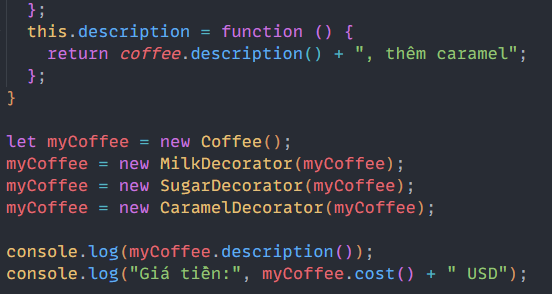 };
this.description = function () {
return coffee.description() + ", thêm caramel";
};
}
let myCoffee = new Coffee();
myCoffee = new MilkDecorator(myCoffee);
myCoffee = new SugarDecorator(myCoffee);
myCoffee = new CaramelDecorator(myCoffee);
console.log(myCoffee.description());
console.log("Giá tiền:", myCoffee.cost() + " USD");